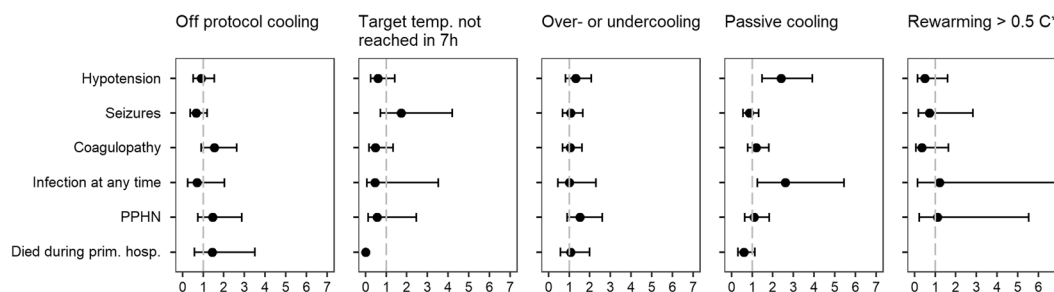 Off protocol cooling
Target temp. not
reached in 7h
Over- or undercooling
Passive cooling
Rewarming > 0.5 C°
Hypotension
Seizures
Coagulopathy
Infection at any time
PPHN
Died during prim. hosp.
0 1 2 3 4 5 6 7
0 1 2 3 4 5 6 7
0 1 2 3 4 5 6 7
0 1 2 3 4 5 6 7
0 1 2 3 4 5 6